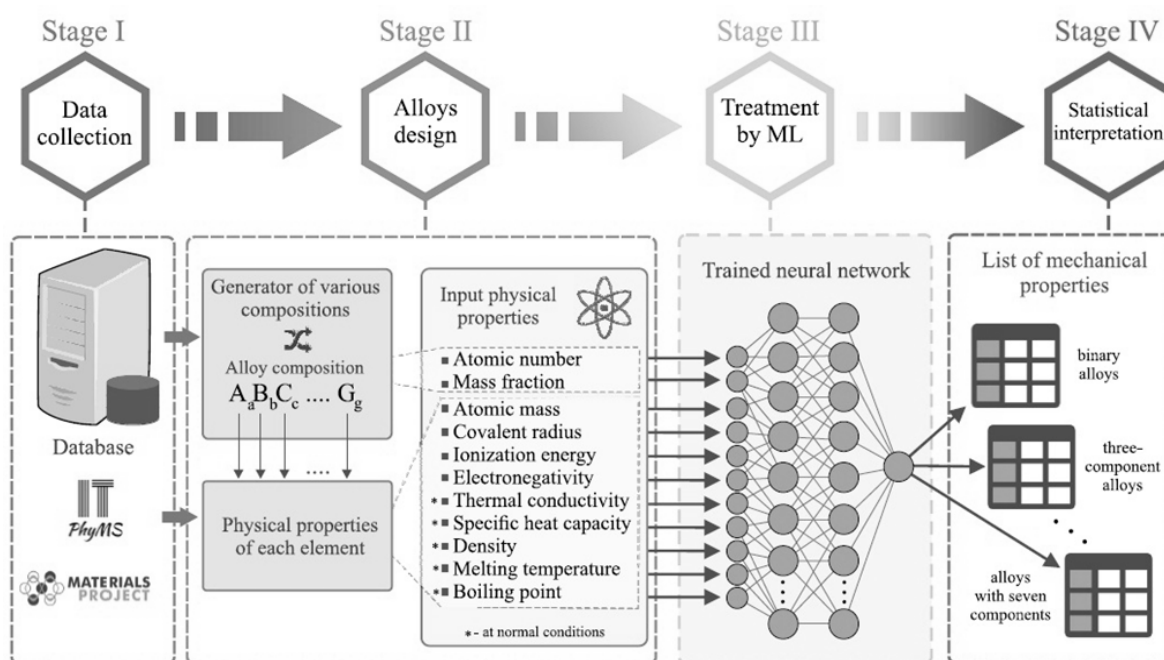 Stage I
Stage II
Stage III
Stage IV
Data
collection
Alloys
design
Treatment
by ML
Statistical
interpretation
Database
PhyMS
MATERIALS
PROJECT
Generator of various
compositions
Alloy composition
AaBbCc .... Gg
....
Physical properties
of each element
Input physical
properties
Atomic number
Mass fraction
Atomic mass
Covalent radius
Ionization energy
Electronegativity
*Thermal conductivity
*Specific heat capacity
*Density
*Melting temperature
*Boiling point
*- at normal conditions
Trained neural network
List of mechanical
properties
binary
alloys
three-
component
alloys
alloys
with seven
components